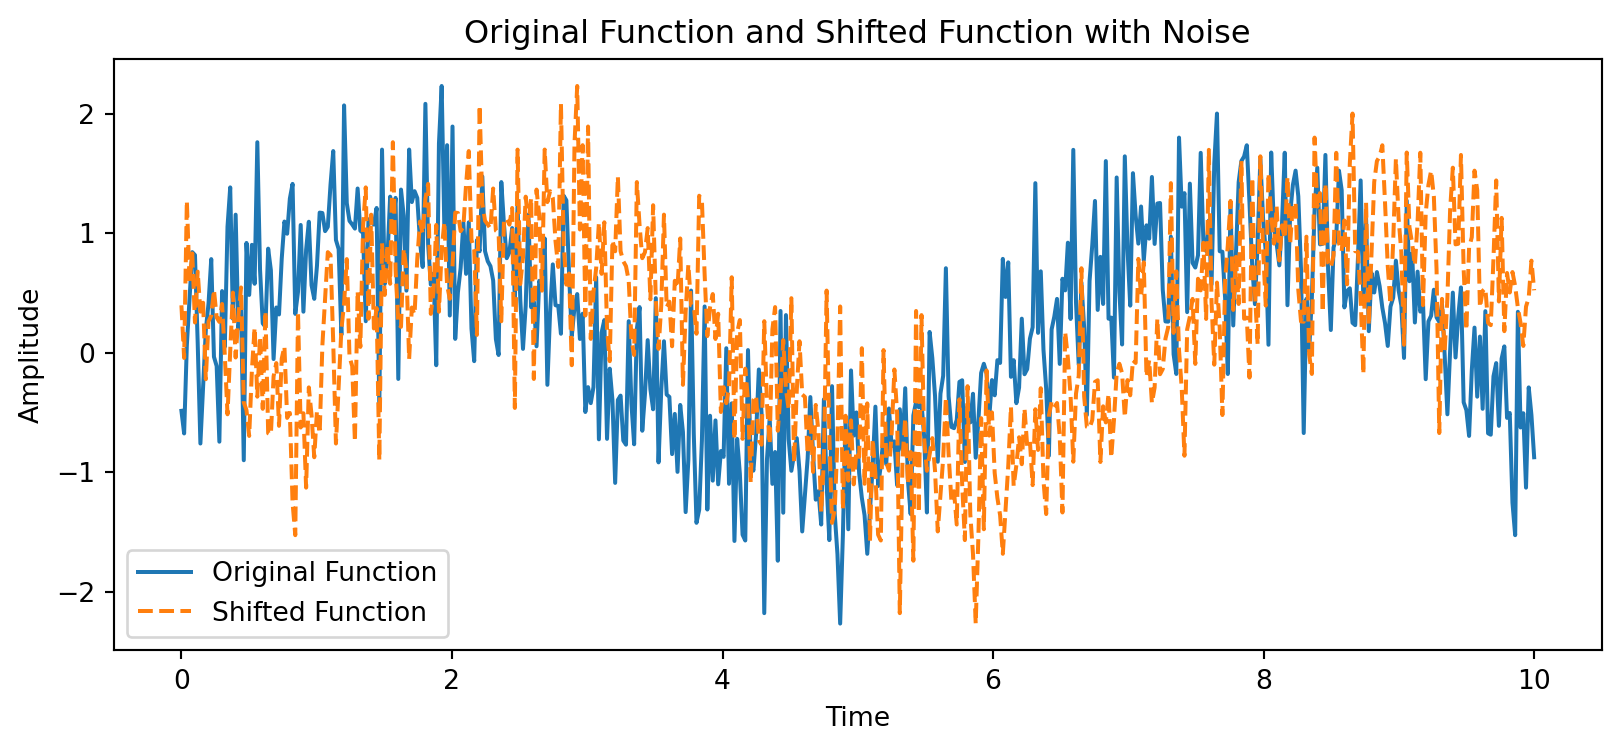 Original Function and Shifted Function with Noise
Amplitude
2
1
0
−1
−2
Original Function
Shifted Function
0 2 4 6 8 10
Time